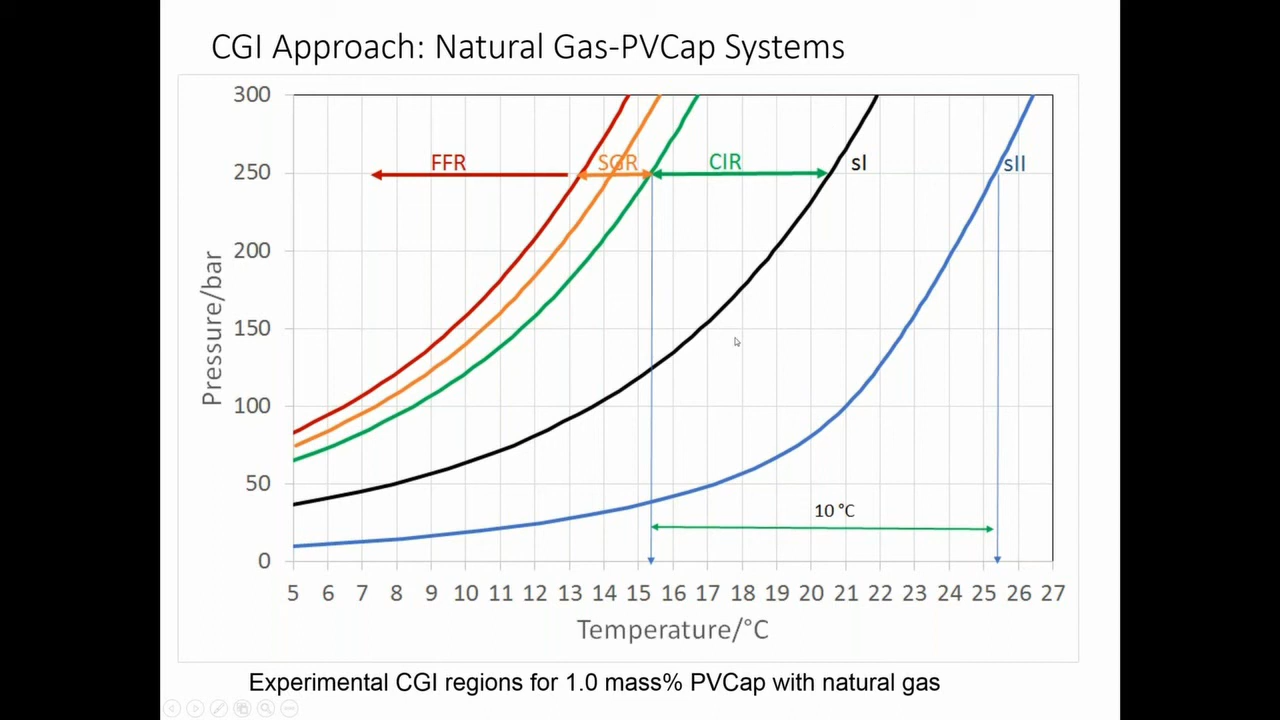 CGI Approach: Natural Gas-PVCap Systems
300
250
200
150
100
50
0
Presssure/bar
FFR
SGR
CIR
sI
sII
10 °C
5 6 7 8 9 10 11 12 13 14 15 16 17 18 19 20 21 22 23 24 25 26 27
Temperature/°C
Experimental CGI regions for 1.0 mass% PVCap with natural gas